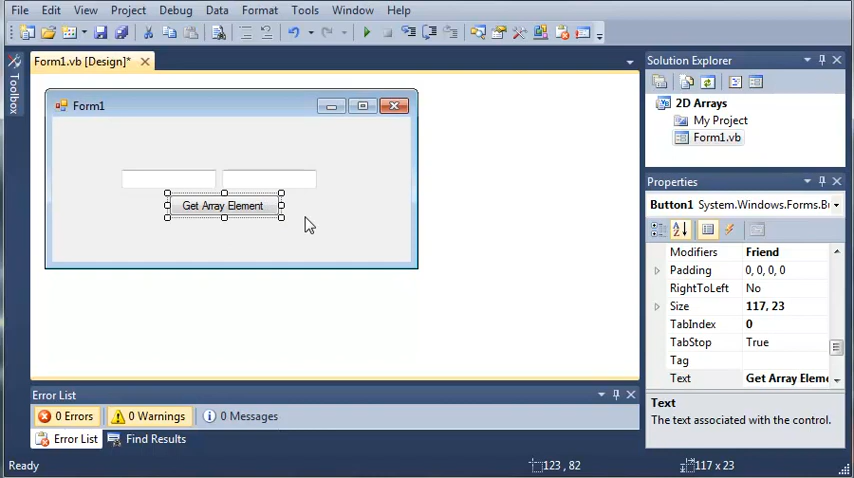 File Edit View Project Debug Data Format Tools Window Help
Form1.vb [Design]*
Toolbox
Form1
Get Array Element
Solution Explorer
2D Arrays
My Project
Form1.vb
Properties
Button1 System.Windows.Forms.Bu
Modifiers Friend
Padding 0, 0, 0, 0
RightToLeft No
Size 117, 23
TabIndex 0
TabStop True
Tag
Text Get Array Eleme
Text
The text associated with the control.
Error List
0 Errors 0 Warnings 0 Messages
Error List Find Results
Ready 123 , 82 117 x 23